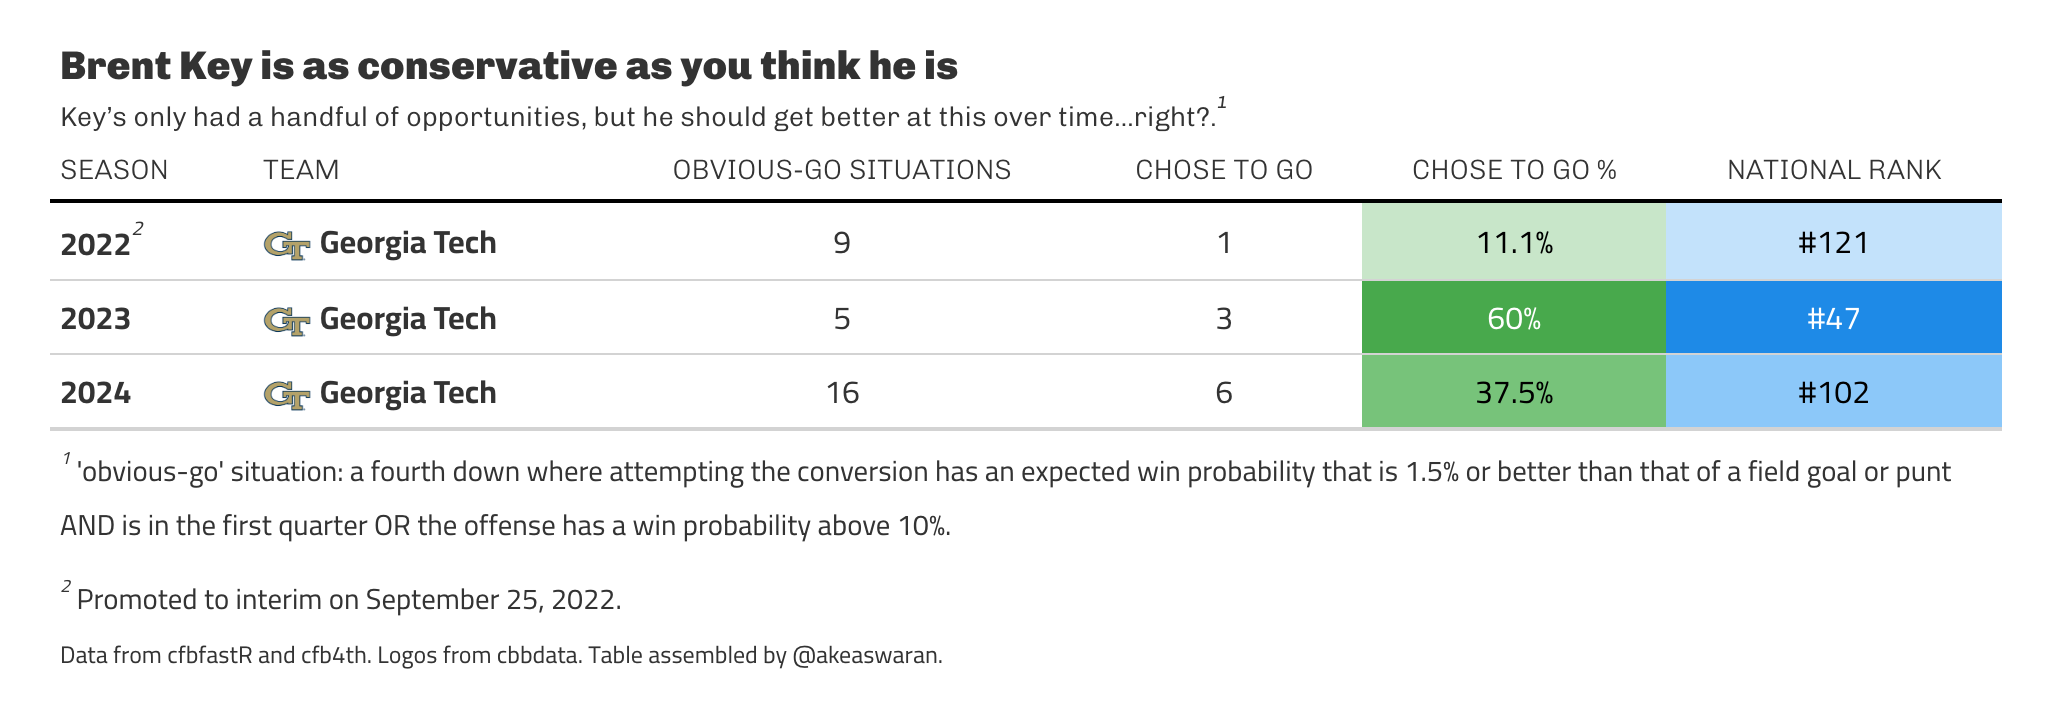 Brent Key is as conservative as you think he is
Key’s only had a handful of opportunities, but he should get better at this over time...right?.1
SEASON TEAM OBVIOUS-GO SITUATIONS CHOSE TO GO CHOSE TO GO % NATIONAL RANK
20222 GT Georgia Tech 9 1 11.1% #121
2023 GT Georgia Tech 5 3 60% #47
2024 GT Georgia Tech 16 6 37.5% #102
1 'obvious-go' situation: a fourth down where attempting the conversion has an expected win probability that is 1.5% or better than that of a field goal or punt
AND is in the first quarter OR the offense has a win probability above 10%.
2 Promoted to interim on September 25, 2022.
Data from cfbfastR and cfb4th. Logos from cbbdata. Table assembled by @akeaswaran.